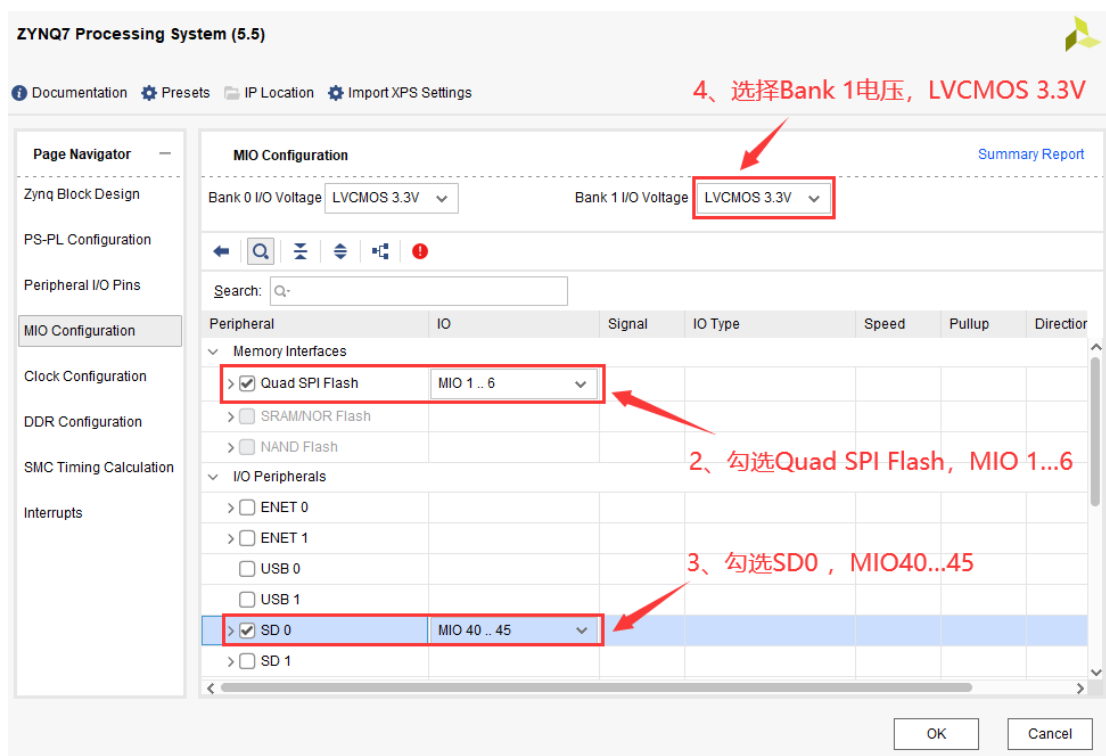 ZYNQ7 Processing System (5.5)
Documentation Presets IP Location Import XPS Settings
4、选择Bank 1电压，LVCMOS 3.3V
Page Navigator
Zynq Block Design
PS-PL Configuration
Peripheral I/O Pins
MIO Configuration
Clock Configuration
DDR Configuration
SMC Timing Calculation
Interrupts
MIO Configuration
Summary Report
Bank 0 I/O Voltage LVCMOS 3.3V Bank 1 I/O Voltage LVCMOS 3.3V
Search:
Peripheral IO Signal IO Type Speed Pullup Direction
Memory Interfaces
Quad SPI Flash MIO 1 .. 6
SRAM/NOR Flash
NAND Flash
2、勾选Quad SPI Flash，MIO 1...6
I/O Peripherals
ENET 0
ENET 1
USB 0
3、勾选SD0 ，MIO40...45
USB 1
SD 0 MIO 40 .. 45
SD 1
OK Cancel